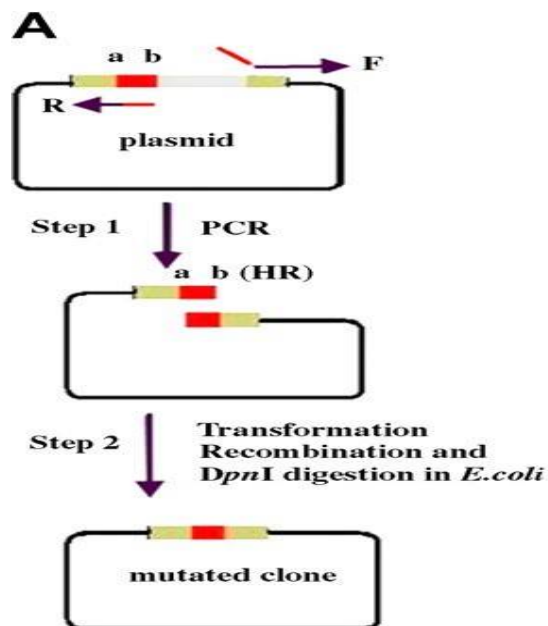 A
a b
F
R
plasmid
Step 1 PCR
a b (HR)
Step 2
Transformation
Recombination and
DpnI digestion in E.coli
mutated clone